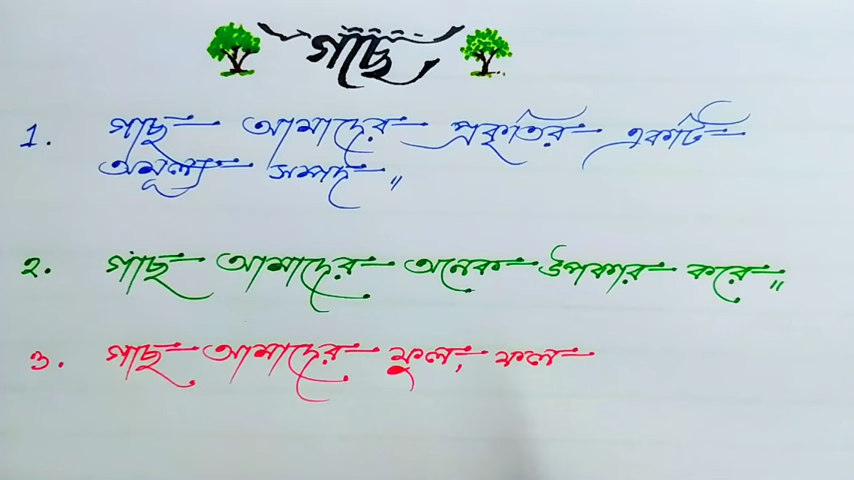 গাছ
1. গাছ আমাদের প্রকৃতির একটি
অমূল্য সম্পদ॥
২. গাছ আমাদের অনেক উপকার করে॥
৩. গাছ আমাদের ফুল, ফল